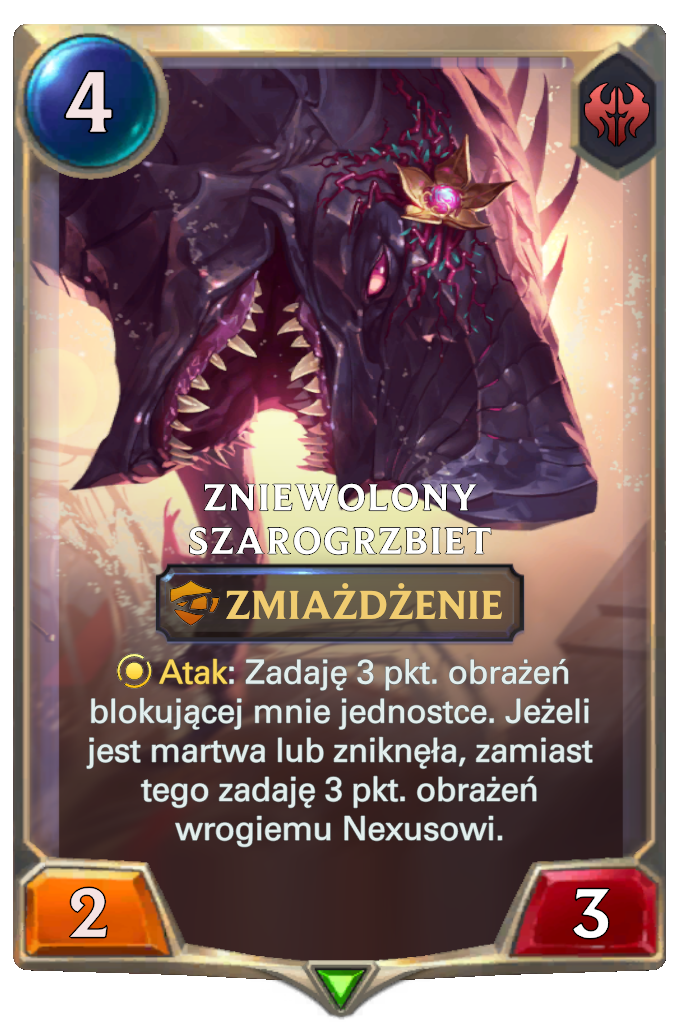 4
ZNIEWOLONY
SZAROGRZBIET
ZMIAŻDŻENIE
Atak: Zadaję 3 pkt. obrażeń
blokującej mnie jednostce. Jeżeli
jest martwa lub zniknęła, zamiast
tego zadaję 3 pkt. obrażeń
wrogiemu Nexusowi.
2
3